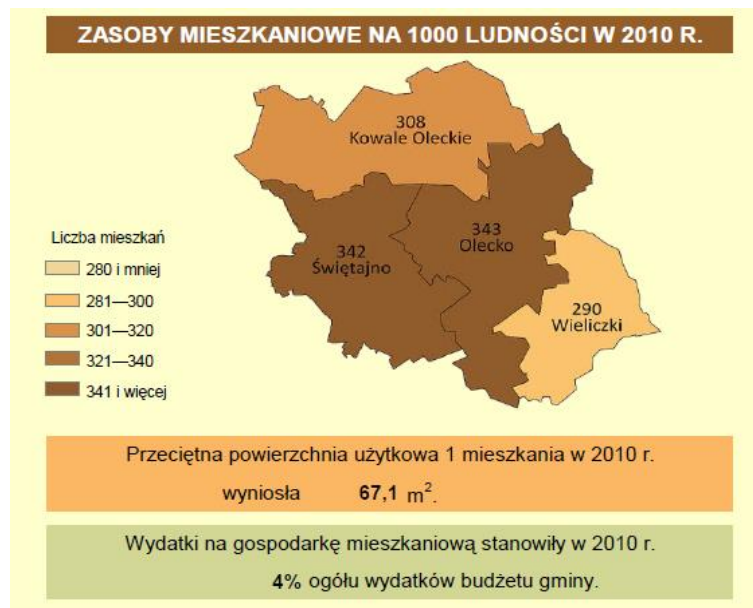 ZASOBY MIESZKANIOWE NA 1000 LUDNOŚCI W 2010 R.
308
Kowale Oleckie
343
Olecko
342
Świętajno
290
Wieliczki
Liczba mieszkań
280 i mniej
281—300
301—320
321—340
341 i więcej
Przeciętna powierzchnia użytkowa 1 mieszkania w 2010 r.
wyniosła 67,1 m².
Wydatki na gospodarkę mieszkaniową stanowiły w 2010 r.
4% ogółu wydatków budżetu gminy.